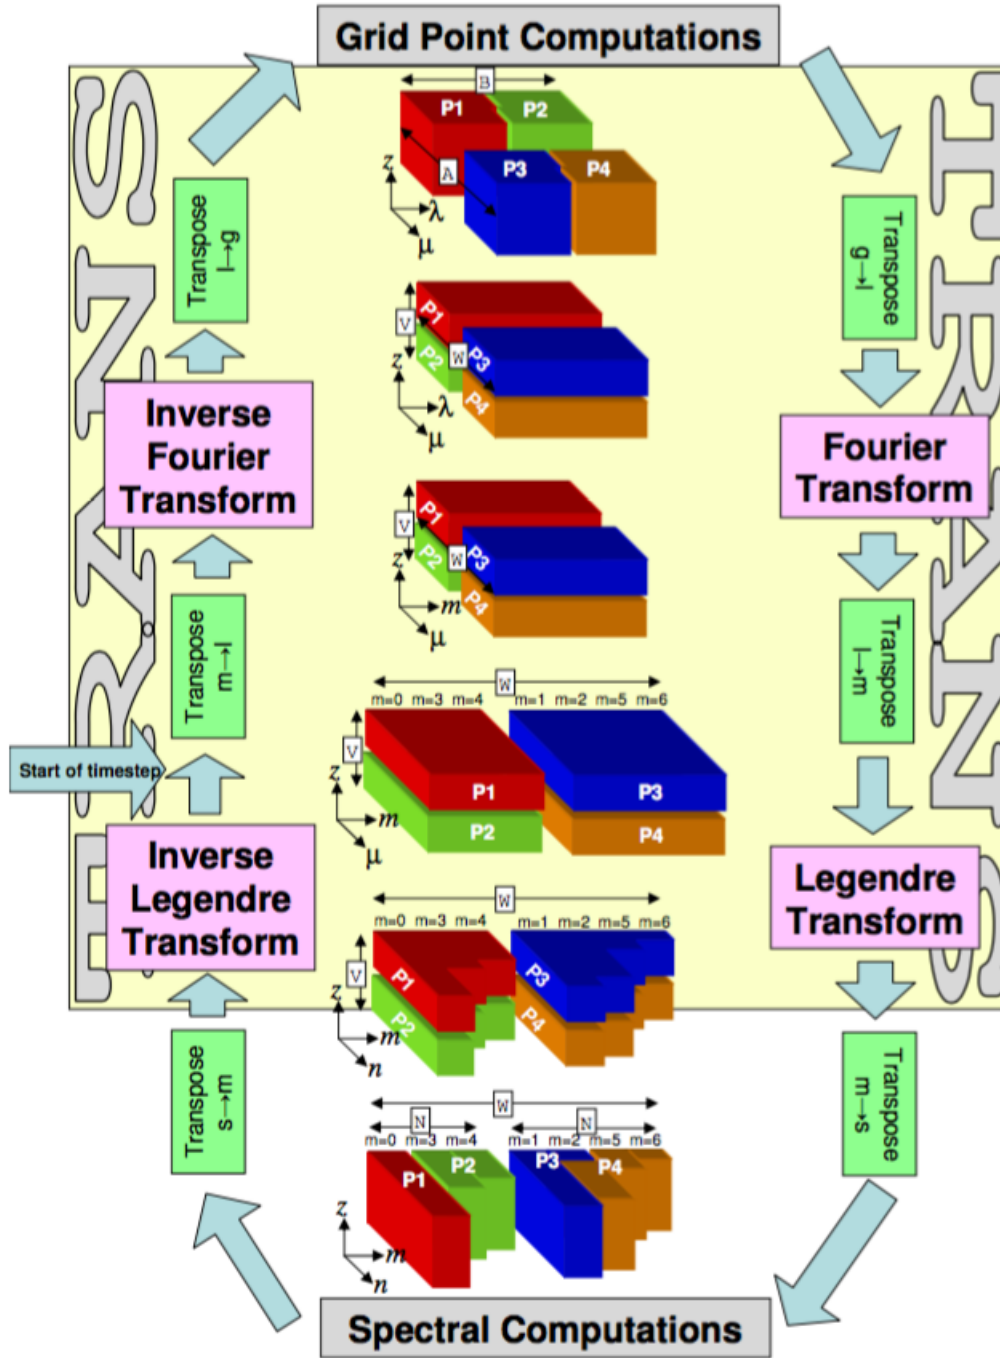 Grid Point Computations
B
P1
P2
A
P3
P4
z
λ
μ
Transpose
l→g
Transpose
g→l
V
P1
P2
W
P3
P4
z
λ
μ
Inverse
Fourier
Transform
Fourier
Transform
V
P1
P2
W
P3
P4
z
m
μ
Transpose
m→l
Transpose
l→m
W
m=0 m=3 m=4 m=1 m=2 m=5 m=6
V
z
P1
P3
m
P2
P4
μ
Start of timestep
Inverse
Legendre
Transform
Legendre
Transform
W
m=0 m=3 m=4 m=1 m=2 m=5 m=6
V
P1
P3
z
P2
P4
m
n
Transpose
s→m
Transpose
m→s
W
N
N
m=0 m=3 m=4 m=1 m=2 m=5 m=6
P1
P2
P3
P4
z
m
n
Spectral Computations
TRANS